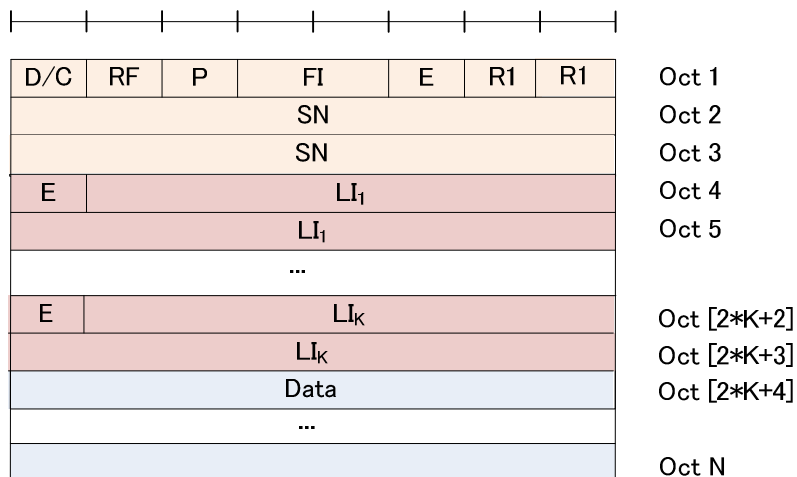 D/C RF P FI E R1 R1 Oct 1
SN Oct 2
SN Oct 3
E LI₁ Oct 4
LI₁ Oct 5
...
E LIK Oct [2*K+2]
LIK Oct [2*K+3]
Data Oct [2*K+4]
...
Oct N